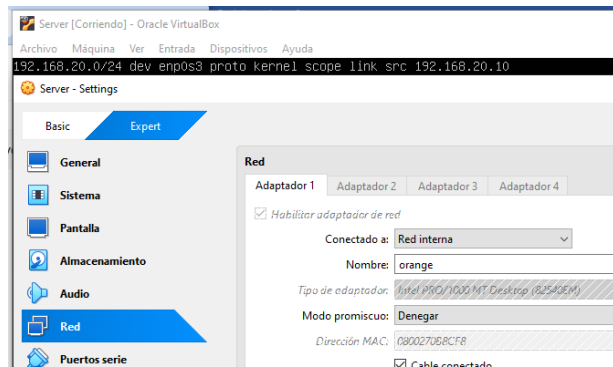 Server [Corriendo] - Oracle VirtualBox
Archivo Máquina Ver Entrada Dispositivos Ayuda
192.168.20.0/24 dev enp0s3 proto kernel scope link src 192.168.20.10
Server - Settings
Basic Expert
General
Sistema
Pantalla
Almacenamiento
Audio
Red
Puertos serie
Red
Adaptador 1 Adaptador 2 Adaptador 3 Adaptador 4
Habilitar adaptador de red
Conectado a: Red interna
Nombre: orange
Tipo de adaptador: Intel PRO/1000 MT Desktop (82540EM)
Modo promiscuo: Denegar
Dirección MAC:
Cable conectado